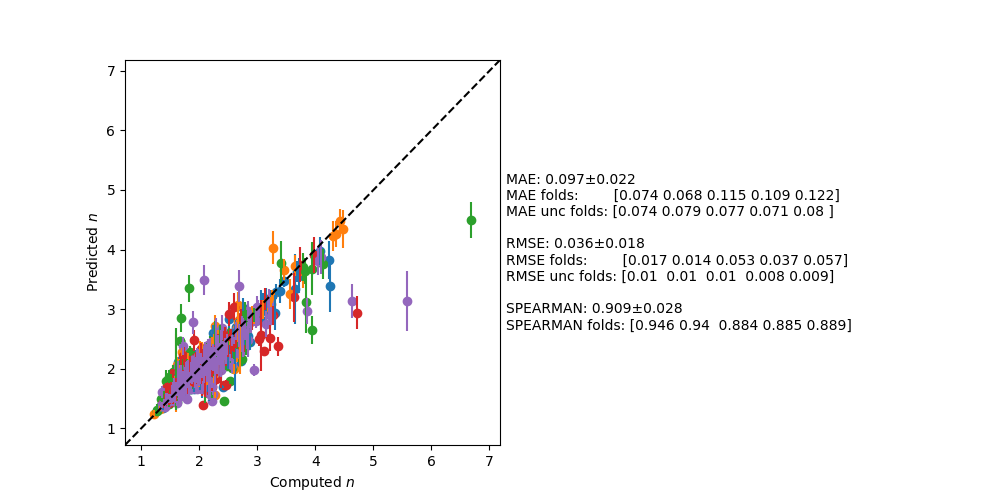 7
6
5
4
3
2
1
Predicted n
1 2 3 4 5 6 7
Computed n
MAE: 0.097±0.022
MAE folds: [0.074 0.068 0.115 0.109 0.122]
MAE unc folds: [0.074 0.079 0.077 0.071 0.08 ]
RMSE: 0.036±0.018
RMSE folds: [0.017 0.014 0.053 0.037 0.057]
RMSE unc folds: [0.01  0.01  0.01  0.008 0.009]
SPEARMAN: 0.909±0.028
SPEARMAN folds: [0.946 0.94  0.884 0.885 0.889]